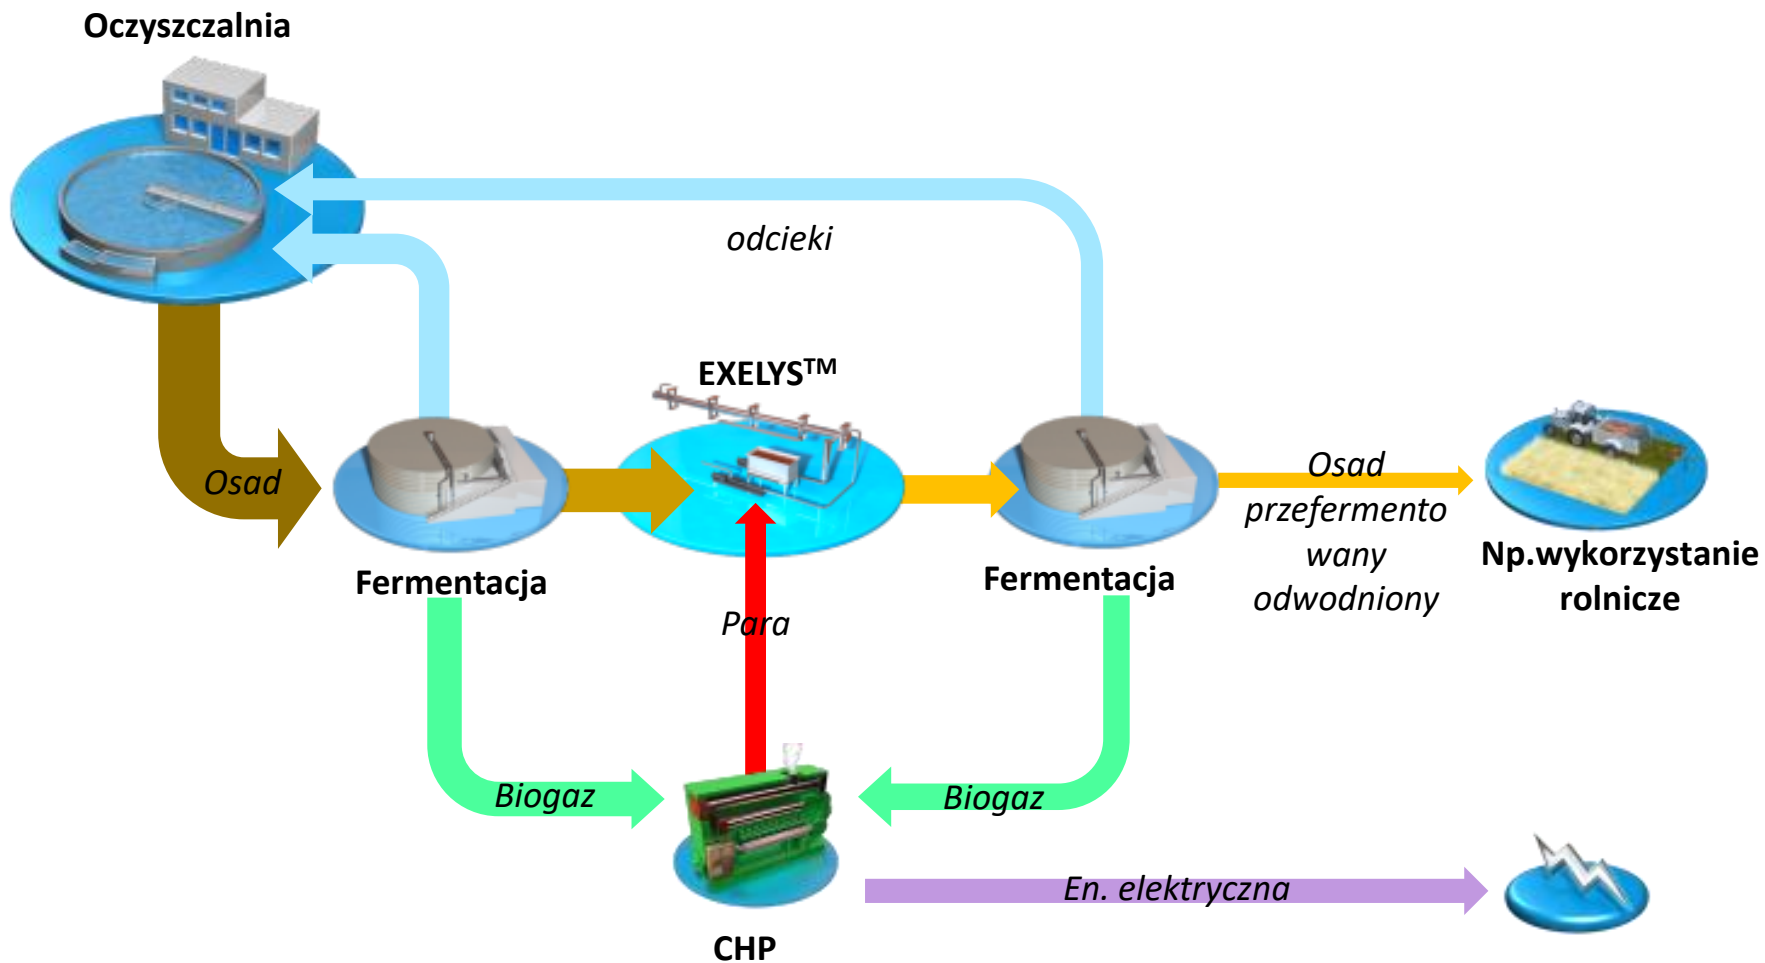 Oczyszczalnia
odcieki
EXELYS™
Osad
Fermentacja
Para
Fermentacja
Osad
przefermento
wany
odwodniony
Np.wykorzystanie
rolnicze
Biogaz
Biogaz
En. elektryczna
CHP